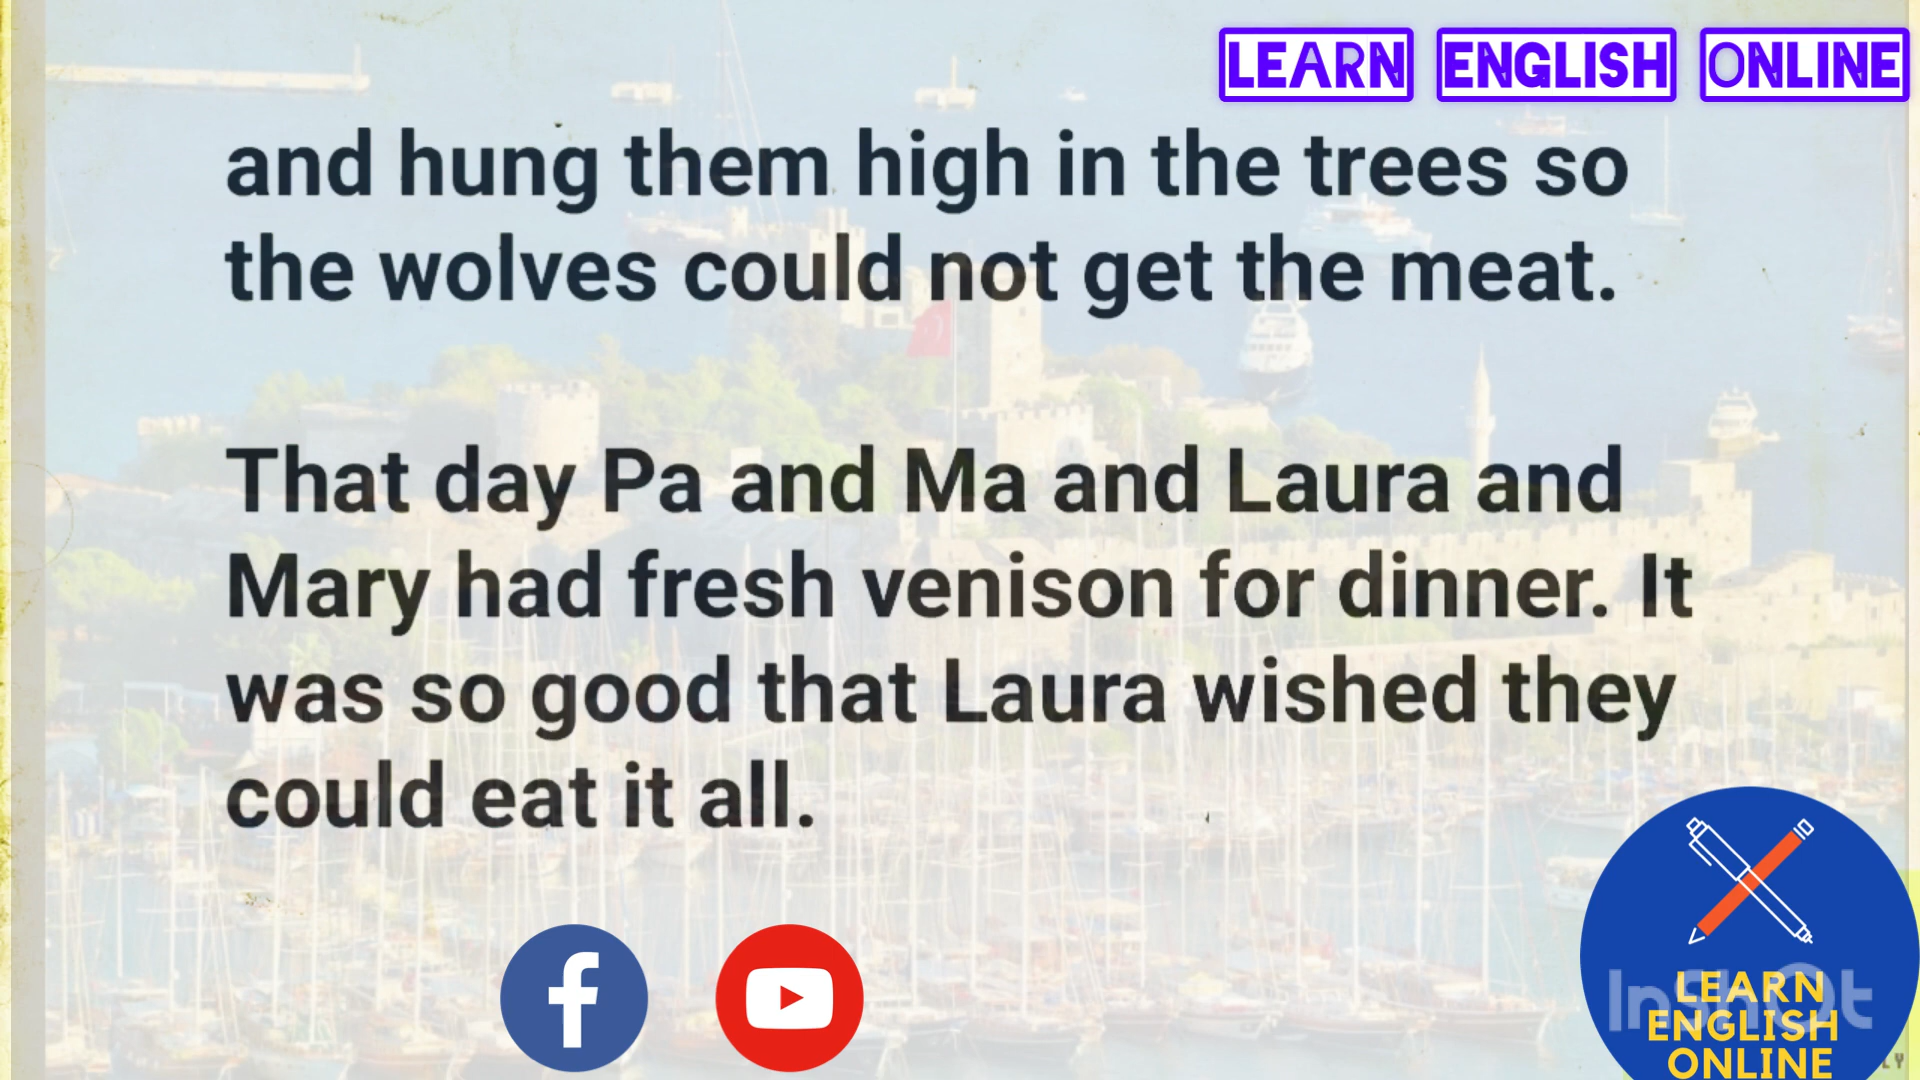 LEARN ENGLISH ONLINE
and hung them high in the trees so
the wolves could not get the meat.
That day Pa and Ma and Laura and
Mary had fresh venison for dinner. It
was so good that Laura wished they
could eat it all.
InShOt
LEARN
ENGLISH
ONLINE